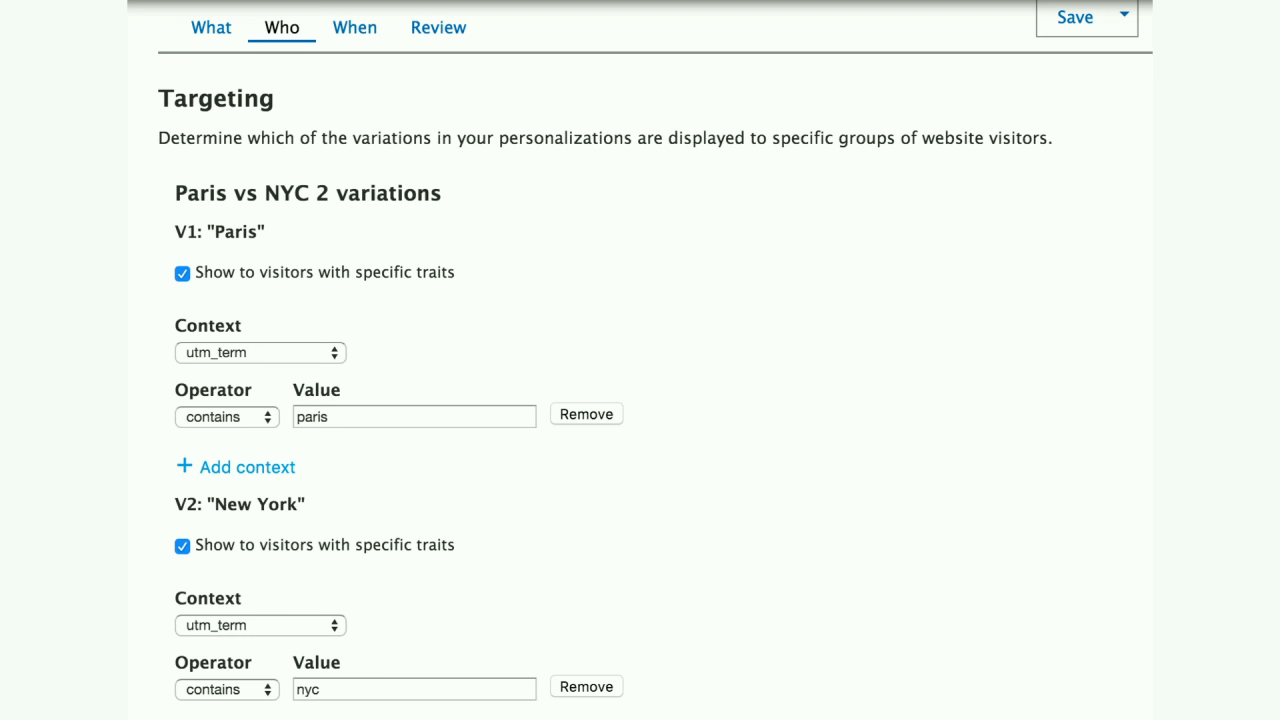 What Who When Review Save
Targeting
Determine which of the variations in your personalizations are displayed to specific groups of website visitors.
Paris vs NYC 2 variations
V1: "Paris"
Show to visitors with specific traits
Context
utm_term
Operator Value
contains paris Remove
+ Add context
V2: "New York"
Show to visitors with specific traits
Context
utm_term
Operator Value
contains nyc Remove